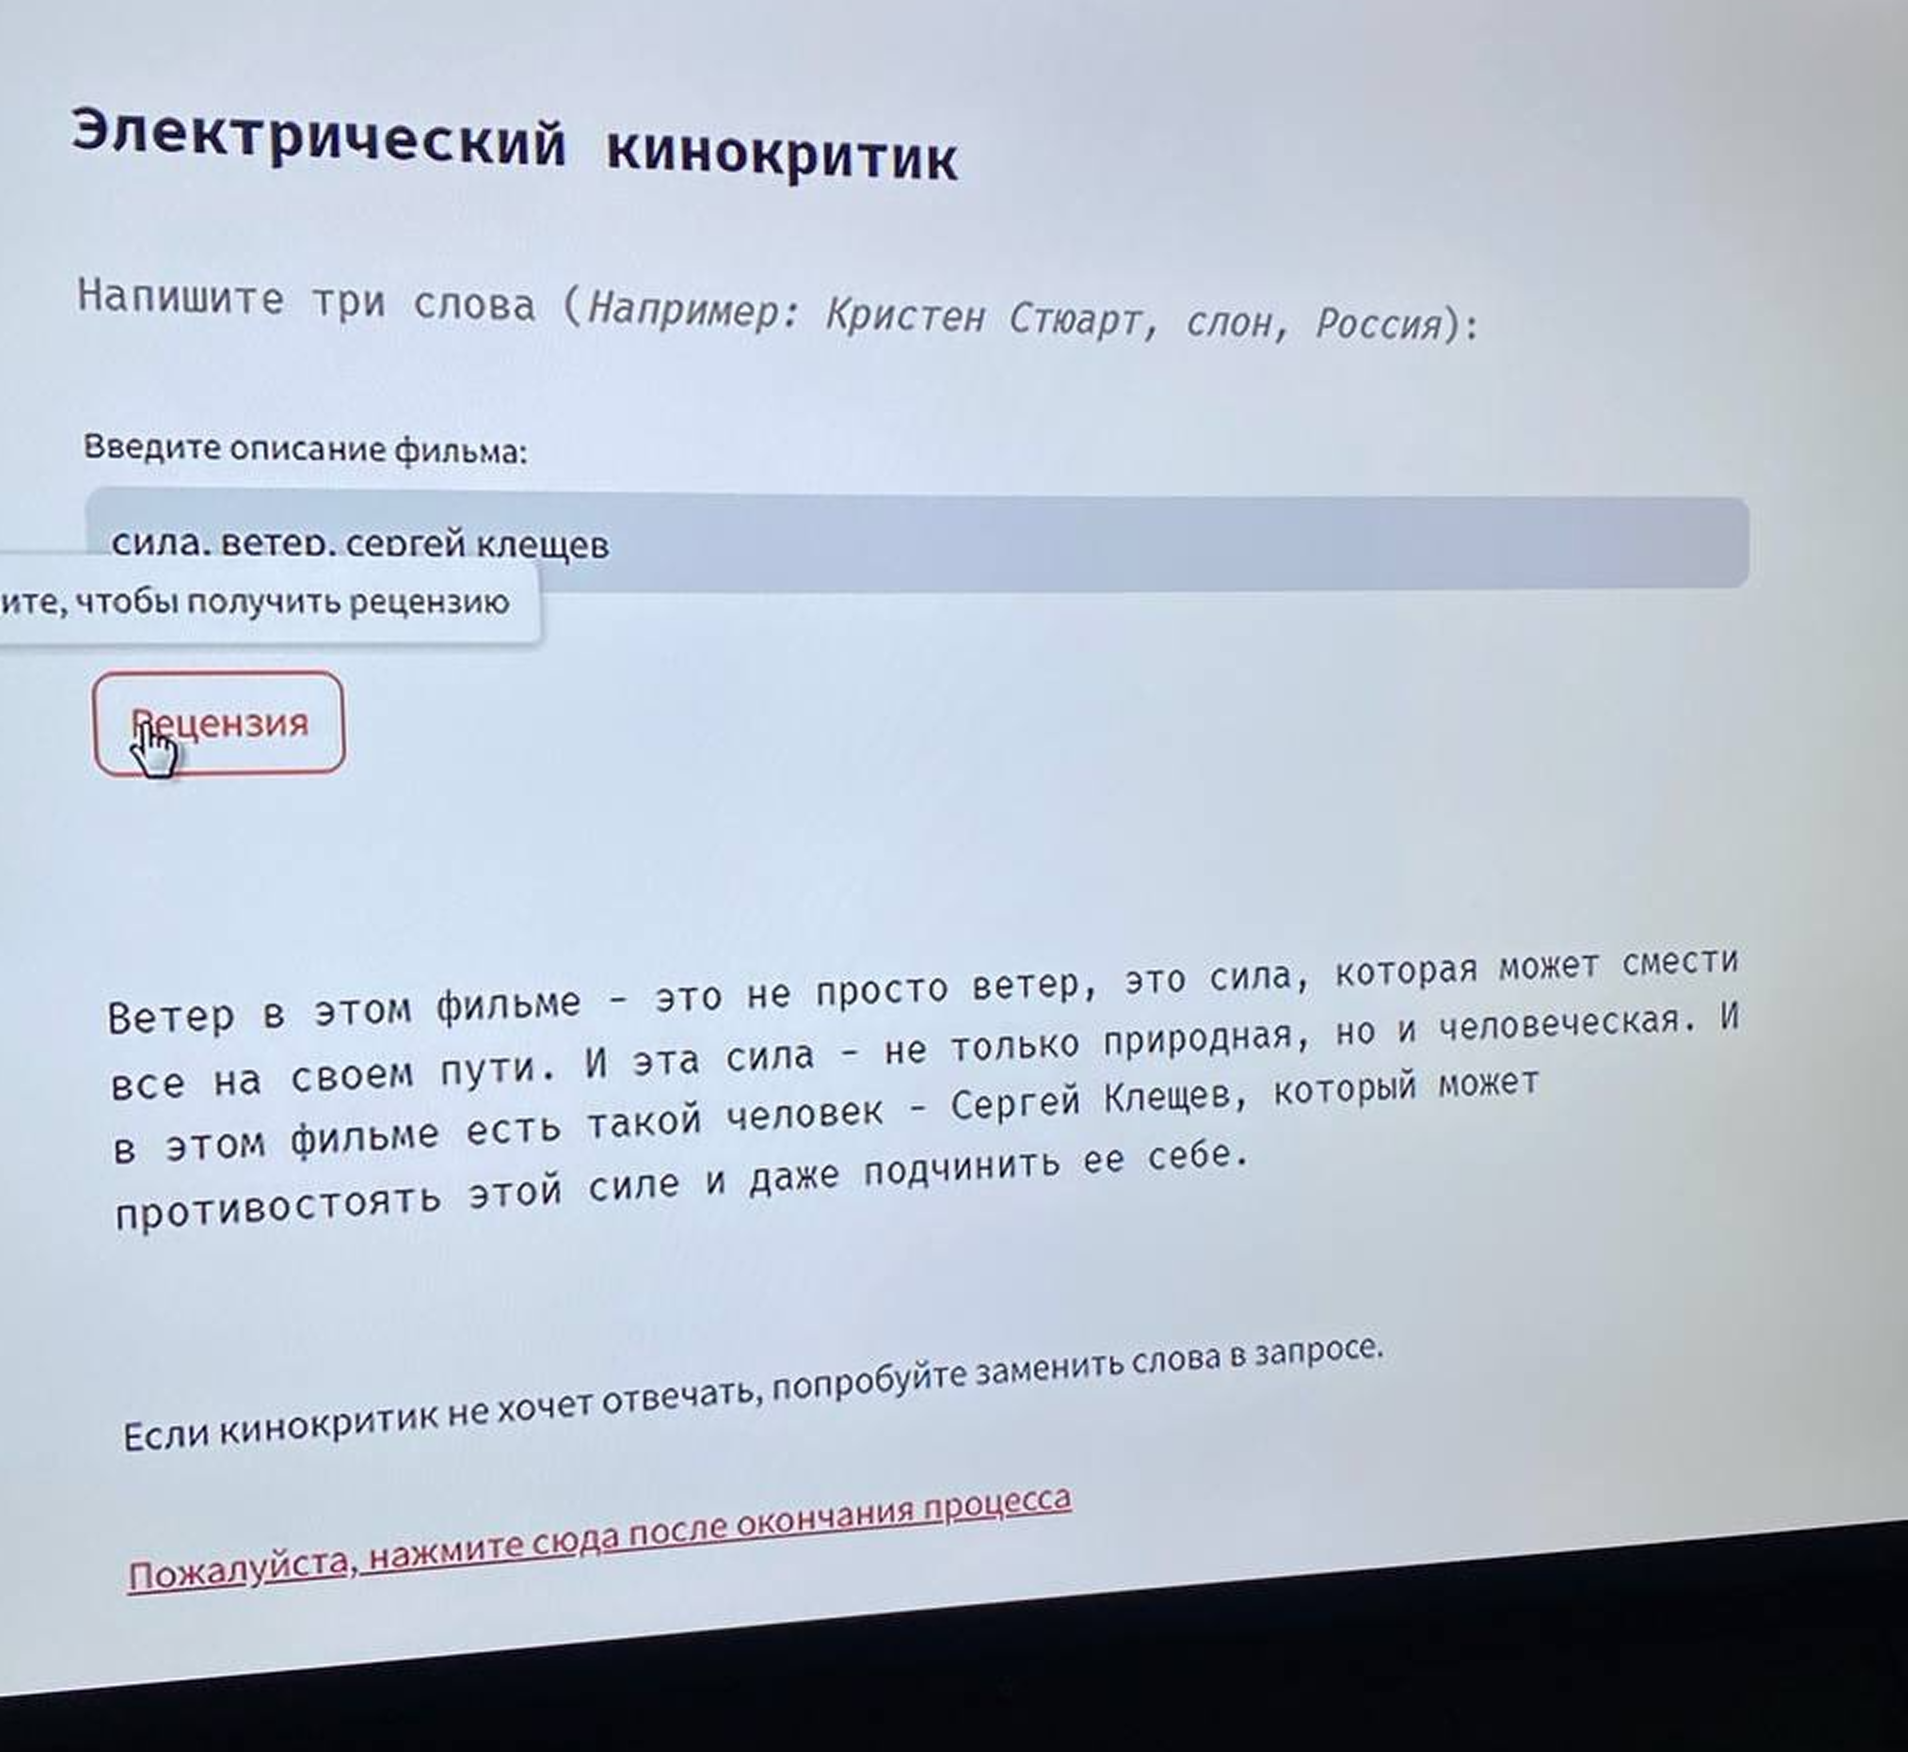 Электрический кинокритик
Напишите три слова (Например: Кристен Стюарт, слон, Россия):
Введите описание фильма:
сила. ветер. сергей клещев
ите, чтобы получить рецензию
Рецензия
Ветер в этом фильме – это не просто ветер, это сила, которая может смести
все на своем пути. И эта сила – не только природная, но и человеческая. И
в этом фильме есть такой человек – Сергей Клещев, который может
противостоять этой силе и даже подчинить ее себе.
Если кинокритик не хочет отвечать, попробуйте заменить слова в запросе.
Пожалуйста, нажмите сюда после окончания процесса